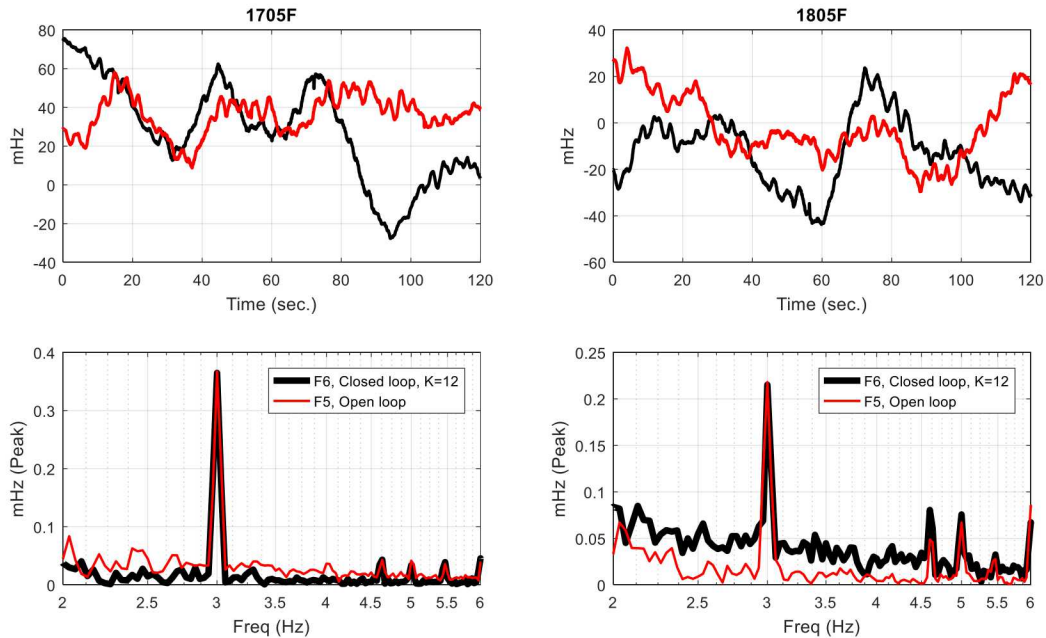 1705F
mHz
80
60
40
20
0
-20
-40
0 20 40 60 80 100 120
Time (sec.)
1805F
mHz
40
20
0
-20
-40
-60
0 20 40 60 80 100 120
Time (sec.)
mHz (Peak)
0.4
0.3
0.2
0.1
0
F6, Closed loop, K=12
F5, Open loop
2 2.5 3 3.5 4 4.5 5 5.5 6
Freq (Hz)
mHz (Peak)
0.25
0.2
0.15
0.1
0.05
0
F6, Closed loop, K=12
F5, Open loop
2 2.5 3 3.5 4 4.5 5 5.5 6
Freq (Hz)